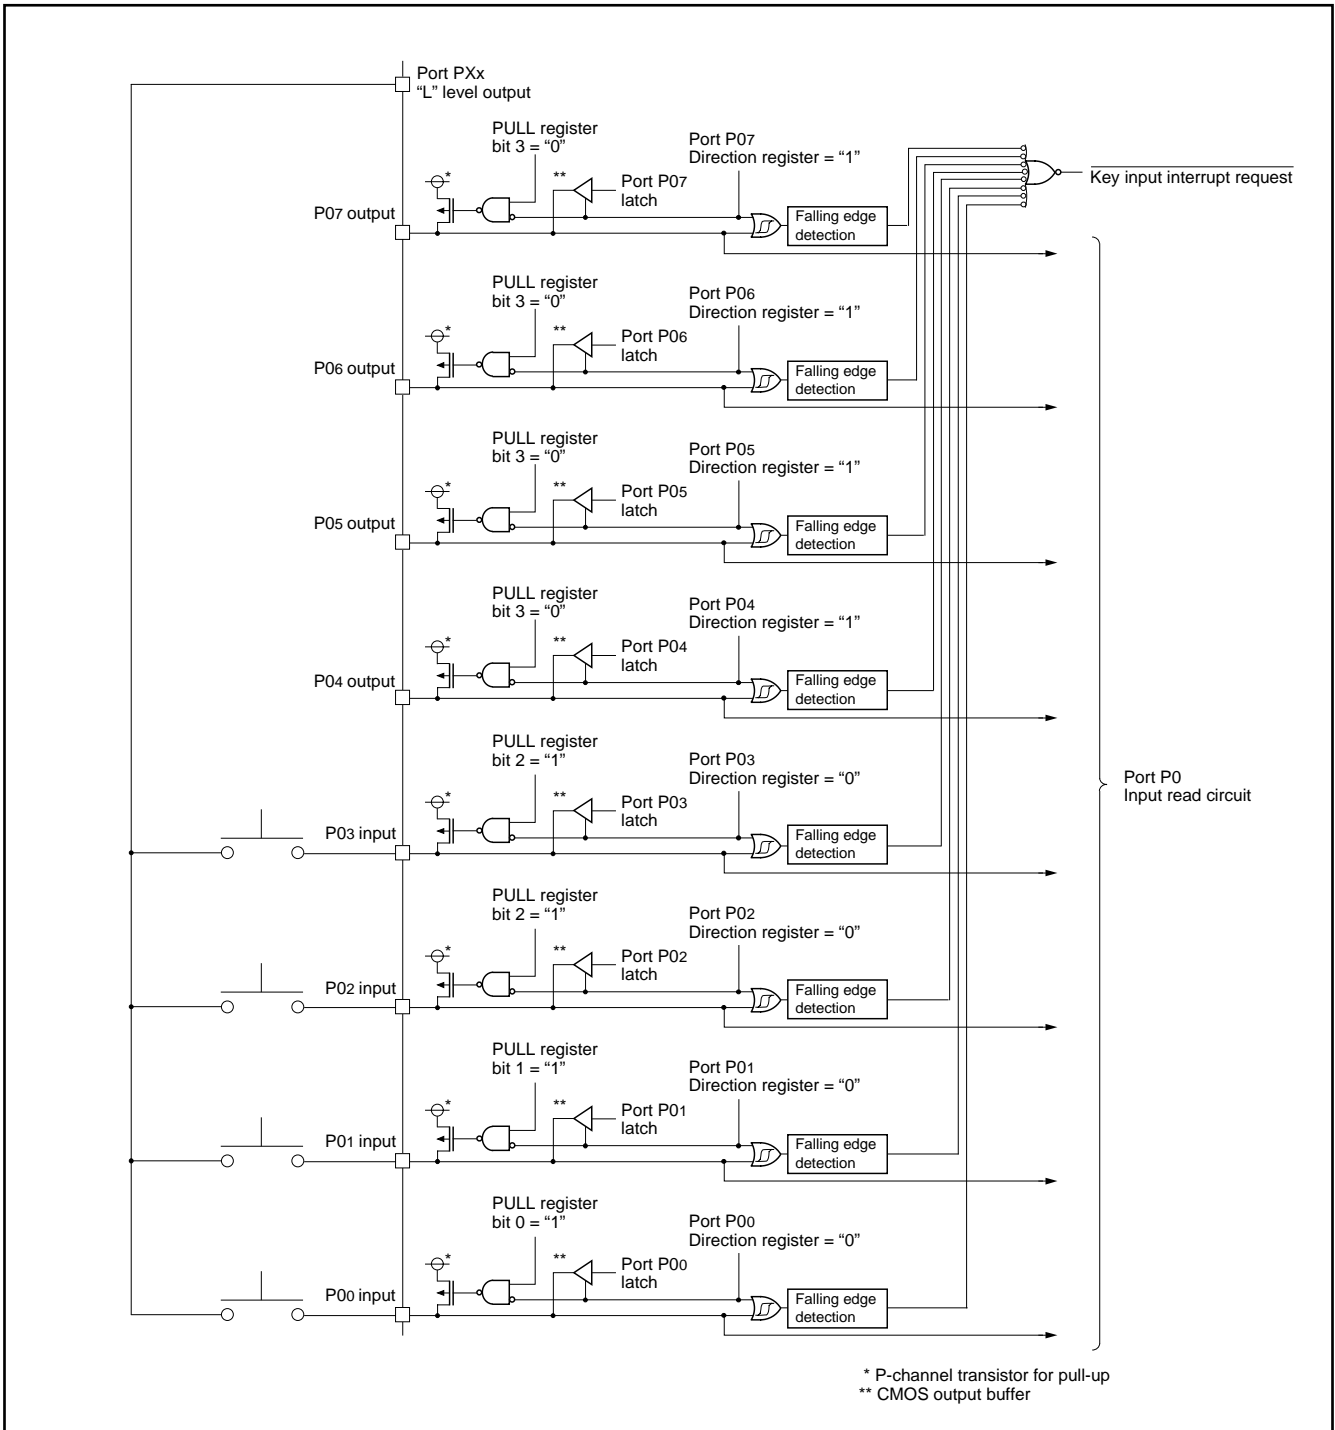 Port PXx
“L” level output
PULL register
bit 3 = “0”
Port P07
Direction register = “1”
*
**
Port P07
latch
P07 output
Falling edge
detection
Key input interrupt request
PULL register
bit 3 = “0”
Port P06
Direction register = “1”
*
**
Port P06
latch
P06 output
Falling edge
detection
PULL register
bit 3 = “0”
Port P05
Direction register = “1”
*
**
Port P05
latch
P05 output
Falling edge
detection
PULL register
bit 3 = “0”
Port P04
Direction register = “1”
*
**
Port P04
latch
P04 output
Falling edge
detection
PULL register
bit 2 = “1”
Port P03
Direction register = “0”
*
**
Port P03
latch
P03 input
Falling edge
detection
Port P0
Input read circuit
PULL register
bit 2 = “1”
Port P02
Direction register = “0”
*
**
Port P02
latch
P02 input
Falling edge
detection
PULL register
bit 1 = “1”
Port P01
Direction register = “0”
*
**
Port P01
latch
P01 input
Falling edge
detection
PULL register
bit 0 = “1”
Port P00
Direction register = “0”
*
**
Port P00
latch
P00 input
Falling edge
detection
* P-channel transistor for pull-up
** CMOS output buffer